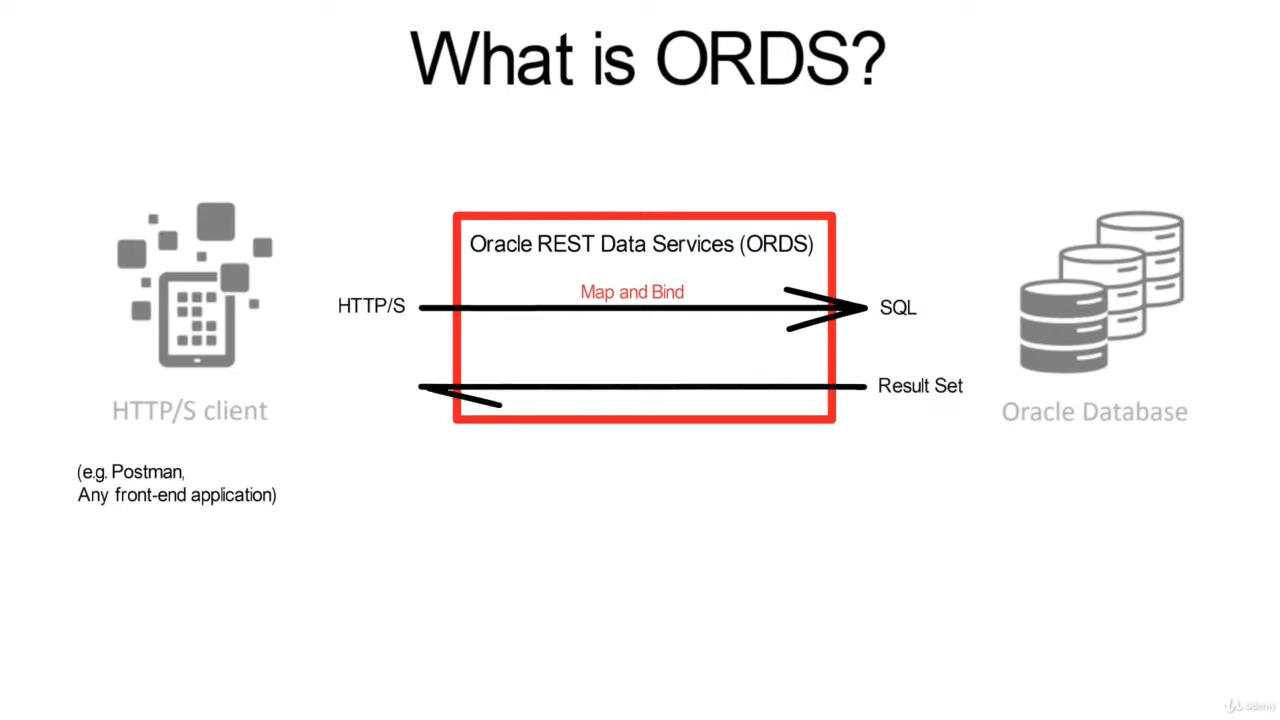 What is ORDS?
Oracle REST Data Services (ORDS)
Map and Bind
HTTP/S
SQL
Result Set
HTTP/S client
Oracle Database
(e.g. Postman,
Any front-end application)
Udemy